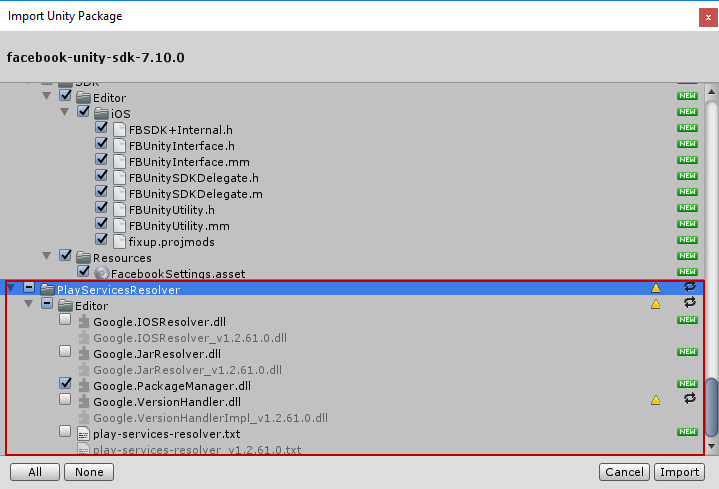 Import Unity Package
x
facebook-unity-sdk-7.10.0
SDK
Editor NEW
iOS NEW
FBSDK+Internal.h NEW
FBUnityInterface.h NEW
FBUnityInterface.mm NEW
FBUnitySDKDelegate.h NEW
FBUnitySDKDelegate.m NEW
FBUnityUtility.h NEW
FBUnityUtility.mm NEW
fixup.projmods NEW
Resources NEW
FacebookSettings.asset NEW
PlayServicesResolver
Editor
Google.IOSResolver.dll NEW
Google.IOSResolver_v1.2.61.0.dll
Google.JarResolver.dll NEW
Google.JarResolver_v1.2.61.0.dll
Google.PackageManager.dll NEW
Google.VersionHandler.dll
Google.VersionHandlerImpl_v1.2.61.0.dll
play-services-resolver.txt NEW
play-services-resolver_v1.2.61.0.txt
All None Cancel Import